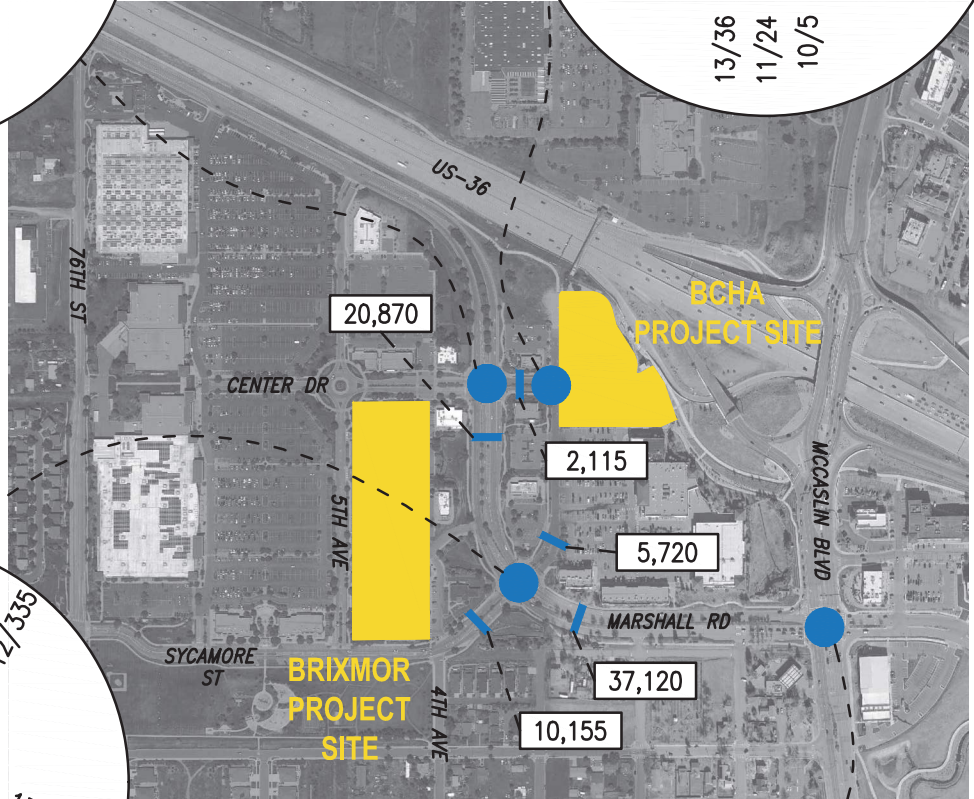 13/36
11/24
10/5
US-36
76TH ST
BCHA
PROJECT SITE
20,870
CENTER DR
2,115
5TH AVE
MCCASLIN BLVD
5,720
MARSHALL RD
SYCAMORE
ST
BRIXMOR
PROJECT
SITE
4TH AVE
37,120
10,155